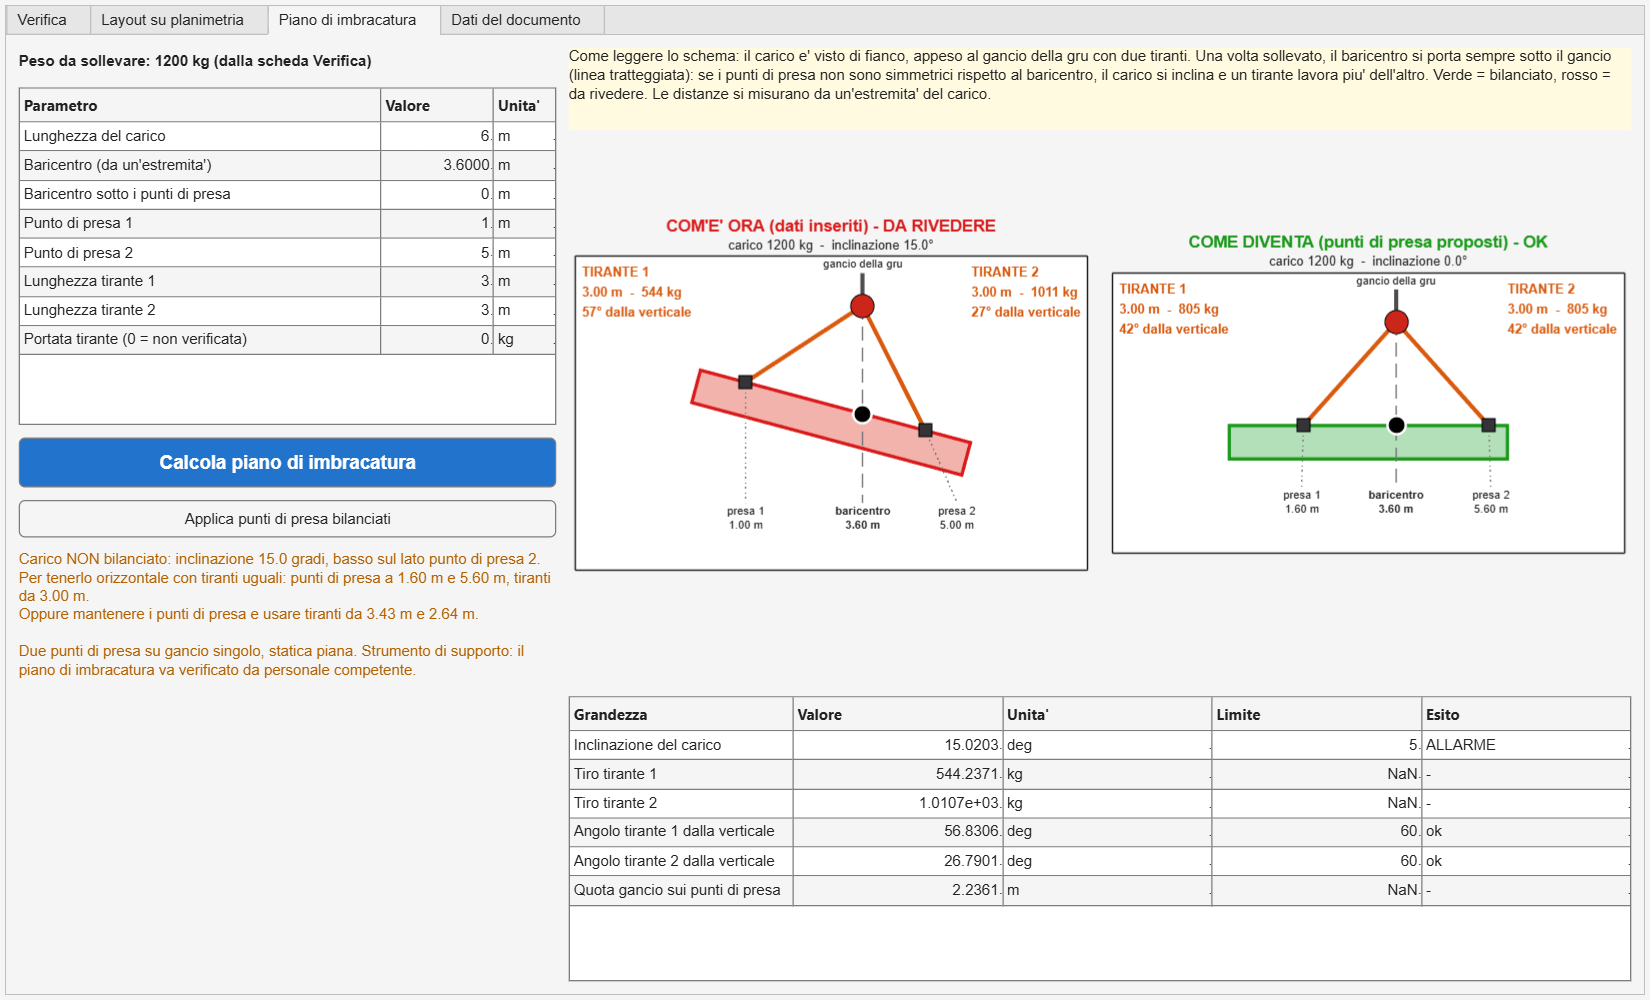 Verifica
Layout su planimetria
Piano di imbracatura
Dati del documento
Peso da sollevare: 1200 kg (dalla scheda Verifica)
Parametro Valore Unita'
Lunghezza del carico 6. m .
Baricentro (da un'estremita') 3.6000. m .
Baricentro sotto i punti di presa 0. m .
Punto di presa 1 1. m .
Punto di presa 2 5. m .
Lunghezza tirante 1 3. m .
Lunghezza tirante 2 3. m .
Portata tirante (0 = non verificata) 0. kg .
Calcola piano di imbracatura
Applica punti di presa bilanciati
Carico NON bilanciato: inclinazione 15.0 gradi, basso sul lato punto di presa 2.
Per tenerlo orizzontale con tiranti uguali: punti di presa a 1.60 m e 5.60 m, tiranti
da 3.00 m.
Oppure mantenere i punti di presa e usare tiranti da 3.43 m e 2.64 m.
Due punti di presa su gancio singolo, statica piana. Strumento di supporto: il
piano di imbracatura va verificato da personale competente.
Come leggere lo schema: il carico e' visto di fianco, appeso al gancio della gru con due tiranti. Una volta sollevato, il baricentro si porta sempre sotto il gancio
(linea tratteggiata): se i punti di presa non sono simmetrici rispetto al baricentro, il carico si inclina e un tirante lavora piu' dell'altro. Verde = bilanciato, rosso =
da rivedere. Le distanze si misurano da un'estremita' del carico.
COM'E' ORA (dati inseriti) - DA RIVEDERE
carico 1200 kg - inclinazione 15.0°
gancio della gru
TIRANTE 1
3.00 m - 544 kg
57° dalla verticale
TIRANTE 2
3.00 m - 1011 kg
27° dalla verticale
presa 1
1.00 m
baricentro
3.60 m
presa 2
5.00 m
COME DIVENTA (punti di presa proposti) - OK
carico 1200 kg - inclinazione 0.0°
gancio della gru
TIRANTE 1
3.00 m - 805 kg
42° dalla verticale
TIRANTE 2
3.00 m - 805 kg
42° dalla verticale
presa 1
1.60 m
baricentro
3.60 m
presa 2
5.60 m
Grandezza Valore Unita' Limite Esito
Inclinazione del carico 15.0203. deg . 5. ALLARME .
Tiro tirante 1 544.2371. kg . NaN. - .
Tiro tirante 2 1.0107e+03. kg . NaN. - .
Angolo tirante 1 dalla verticale 56.8306. deg . 60. ok .
Angolo tirante 2 dalla verticale 26.7901. deg . 60. ok .
Quota gancio sui punti di presa 2.2361. m . NaN. - .